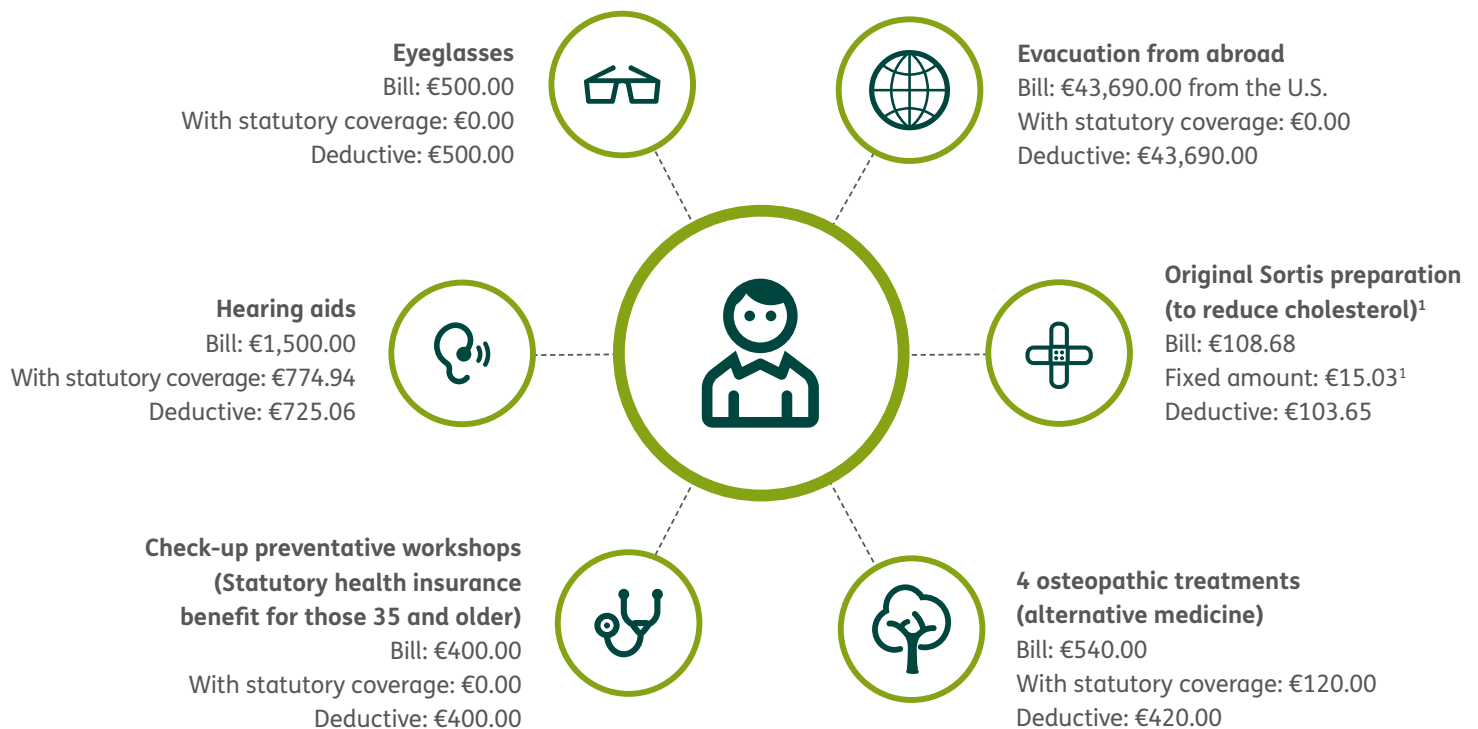 Eyeglasses
Bill: €500.00
With statutory coverage: €0.00
Deductive: €500.00
Evacuation from abroad
Bill: €43,690.00 from the U.S.
With statutory coverage: €0.00
Deductive: €43,690.00
Hearing aids
Bill: €1,500.00
With statutory coverage: €774.94
Deductive: €725.06
Original Sortis preparation
(to reduce cholesterol)¹
Bill: €108.68
Fixed amount: €15.03¹
Deductive: €103.65
Check-up preventative workshops
(Statutory health insurance
benefit for those 35 and older)
Bill: €400.00
With statutory coverage: €0.00
Deductive: €400.00
4 osteopathic treatments
(alternative medicine)
Bill: €540.00
With statutory coverage: €120.00
Deductive: €420.00